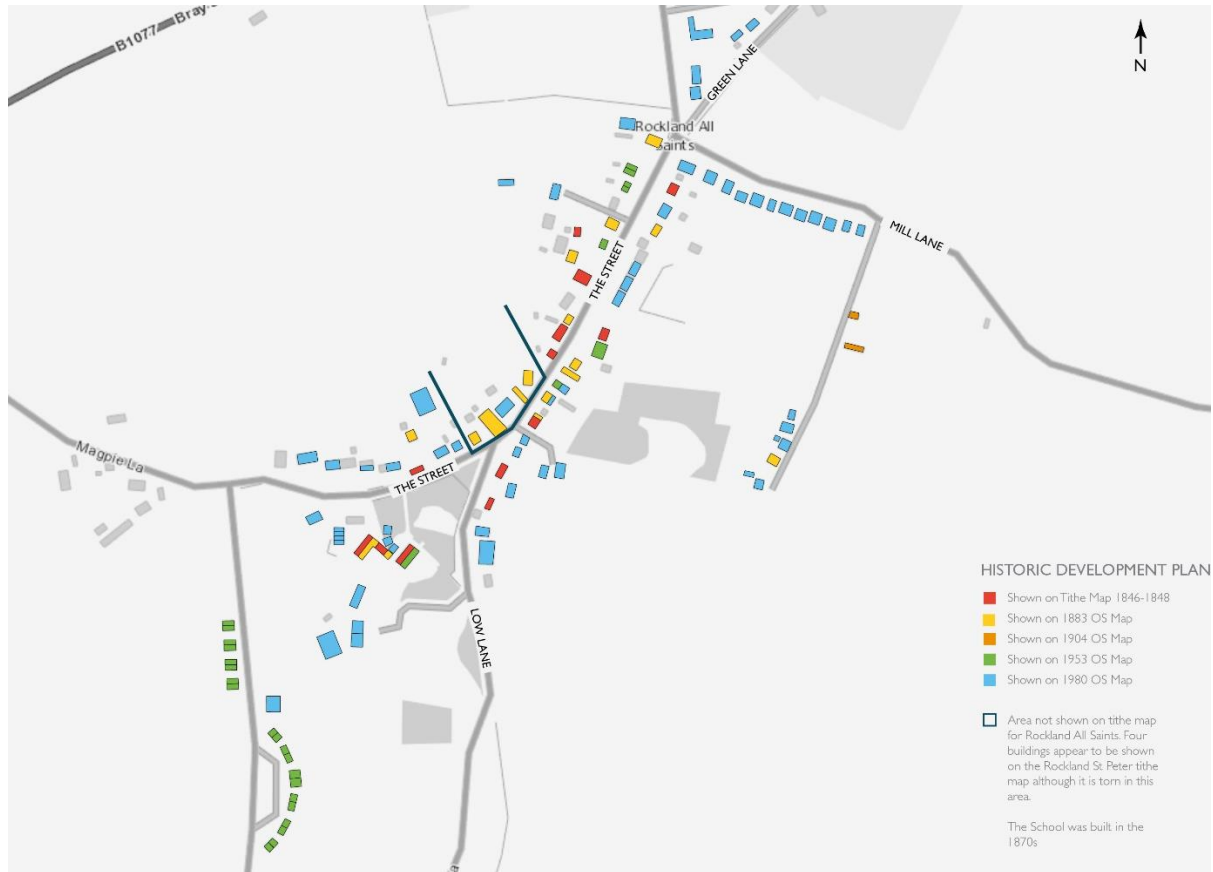 B1077 Bray
N
GREEN LANE
Rockland All
Saints
MILL LANE
THE STREET
Magpie La
THE STREET
LOW LANE
HISTORIC DEVELOPMENT PLAN
Shown on Tithe Map 1846-1848
Shown on 1883 OS Map
Shown on 1904 OS Map
Shown on 1953 OS Map
Shown on 1980 OS Map
Area not shown on tithe map
for Rockland All Saints. Four
buildings appear to be shown
on the Rockland St Peter tithe
map although it is torn in this
area.
The School was built in the
1870s